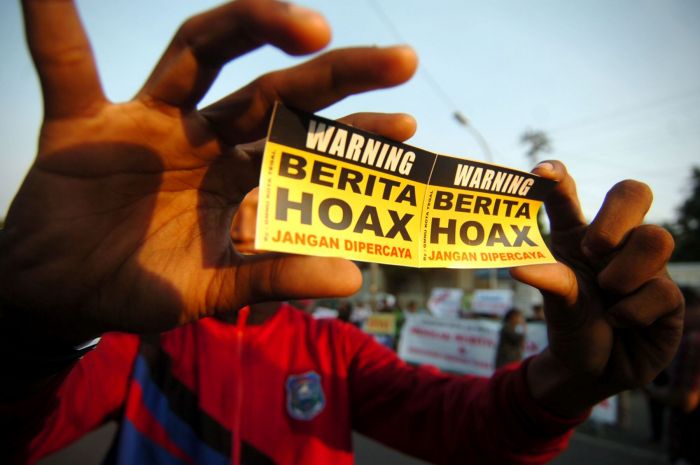 WARNING
BERITA
HOAX
JANGAN DIPERCAYA
WARNING
BERITA
HOAX
JANGAN DIPERCAYA